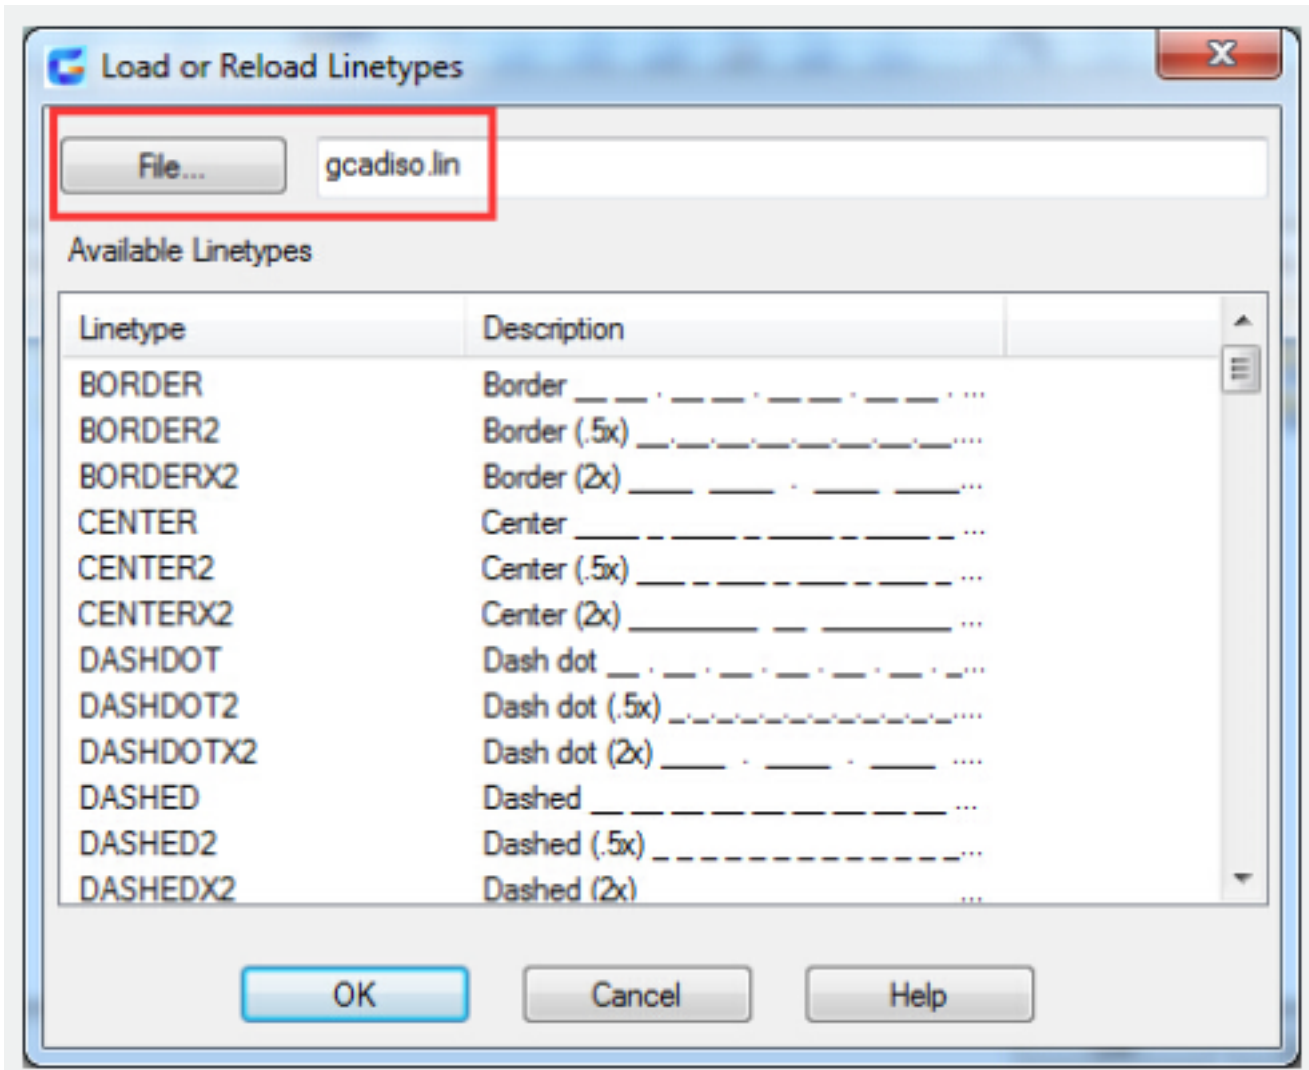 Load or Reload Linetypes
File... gcadiso.lin
Available Linetypes
Linetype Description
BORDER Border __ __ . __ __ . __ __ . __ __ . ...
BORDER2 Border (.5x) __.__.__.__.__.__.__.__....
BORDERX2 Border (2x) ____ ____ . ____ ____...
CENTER Center ____ _ ____ _ ____ _ ____ _ ...
CENTER2 Center (.5x) ___ _ ___ _ ___ _ ___ _ ...
CENTERX2 Center (2x) ________ __ ________ ...
DASHDOT Dash dot __ . __ . __ . __ . __ . __ . _...
DASHDOT2 Dash dot (.5x) _._._._._._._._._._._._....
DASHDOTX2 Dash dot (2x) ____ . ____ . ____ ....
DASHED Dashed __ __ __ __ __ __ __ __ __ ...
DASHED2 Dashed (.5x) _ _ _ _ _ _ _ _ _ _ _ _ _ _...
DASHEDX2 Dashed (2x) ...
OK Cancel Help